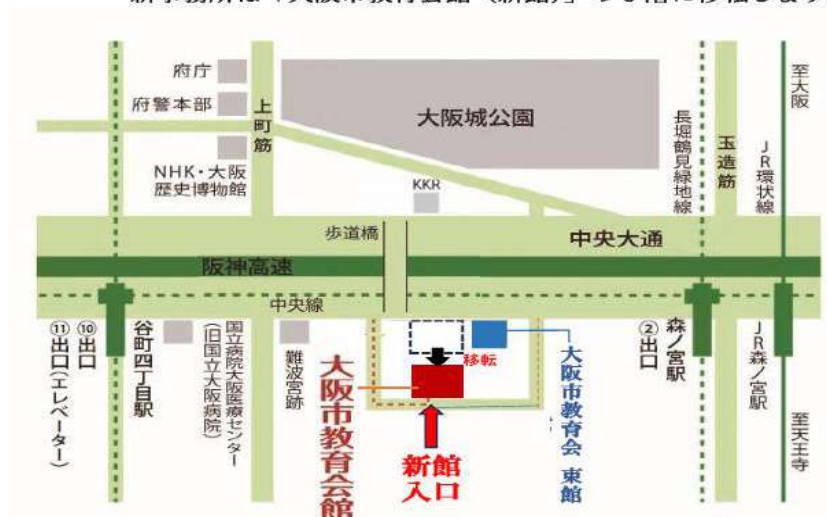 府庁
府警本部
NHK・大阪
歴史博物館
上町筋
大阪城公園
KKR
長堀鶴見緑地線
玉造筋
JR環状線
至大阪
歩道橋
中央大通
阪神高速
中央線
⑪出口(エレベーター)
⑩出口
谷町四丁目駅
国立病院大阪医療センター
(旧国立大阪病院)
難波宮跡
大阪市教育会館
移転
新館
入口
大阪市教育会 東館
②出口
森ノ宮駅
JR森ノ宮駅
至天王寺